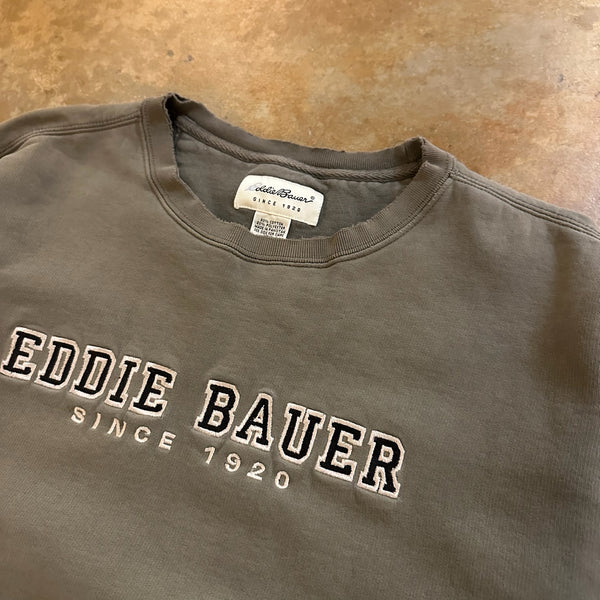 Eddie Bauer®
SINCE 1920
EDDIE BAUER
SINCE 1920